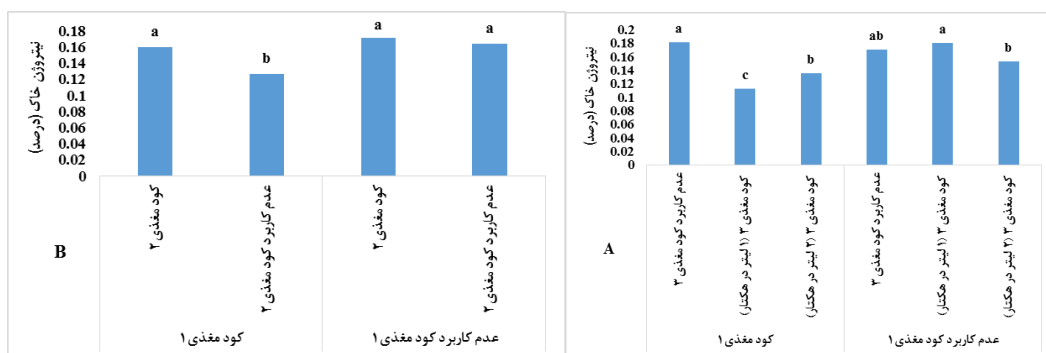 نیتروژن خاک (درصد)
0.18
0.16
0.14
0.12
0.1
0.08
0.06
0.04
0.02
0
a
b
a
a
کود مغذی ۲
عدم کاربرد کود مغذی ۲
کود مغذی ۲
عدم کاربرد کود مغذی ۲
کود مغذی ۱
عدم کاربرد کود مغذی ۱
B
نیتروژن خاک (درصد)
0.2
0.18
0.16
0.14
0.12
0.1
0.08
0.06
0.04
0.02
0
a
c
b
ab
a
b
عدم کاربرد کود مغذی ۳
کود مغذی ۳ (۱ لیتر در هکتار)
کود مغذی ۳ (۲ لیتر در هکتار)
عدم کاربرد کود مغذی ۳
کود مغذی ۳ (۱ لیتر در هکتار)
کود مغذی ۳ (۲ لیتر در هکتار)
کود مغذی ۱
عدم کاربرد کود مغذی ۱
A